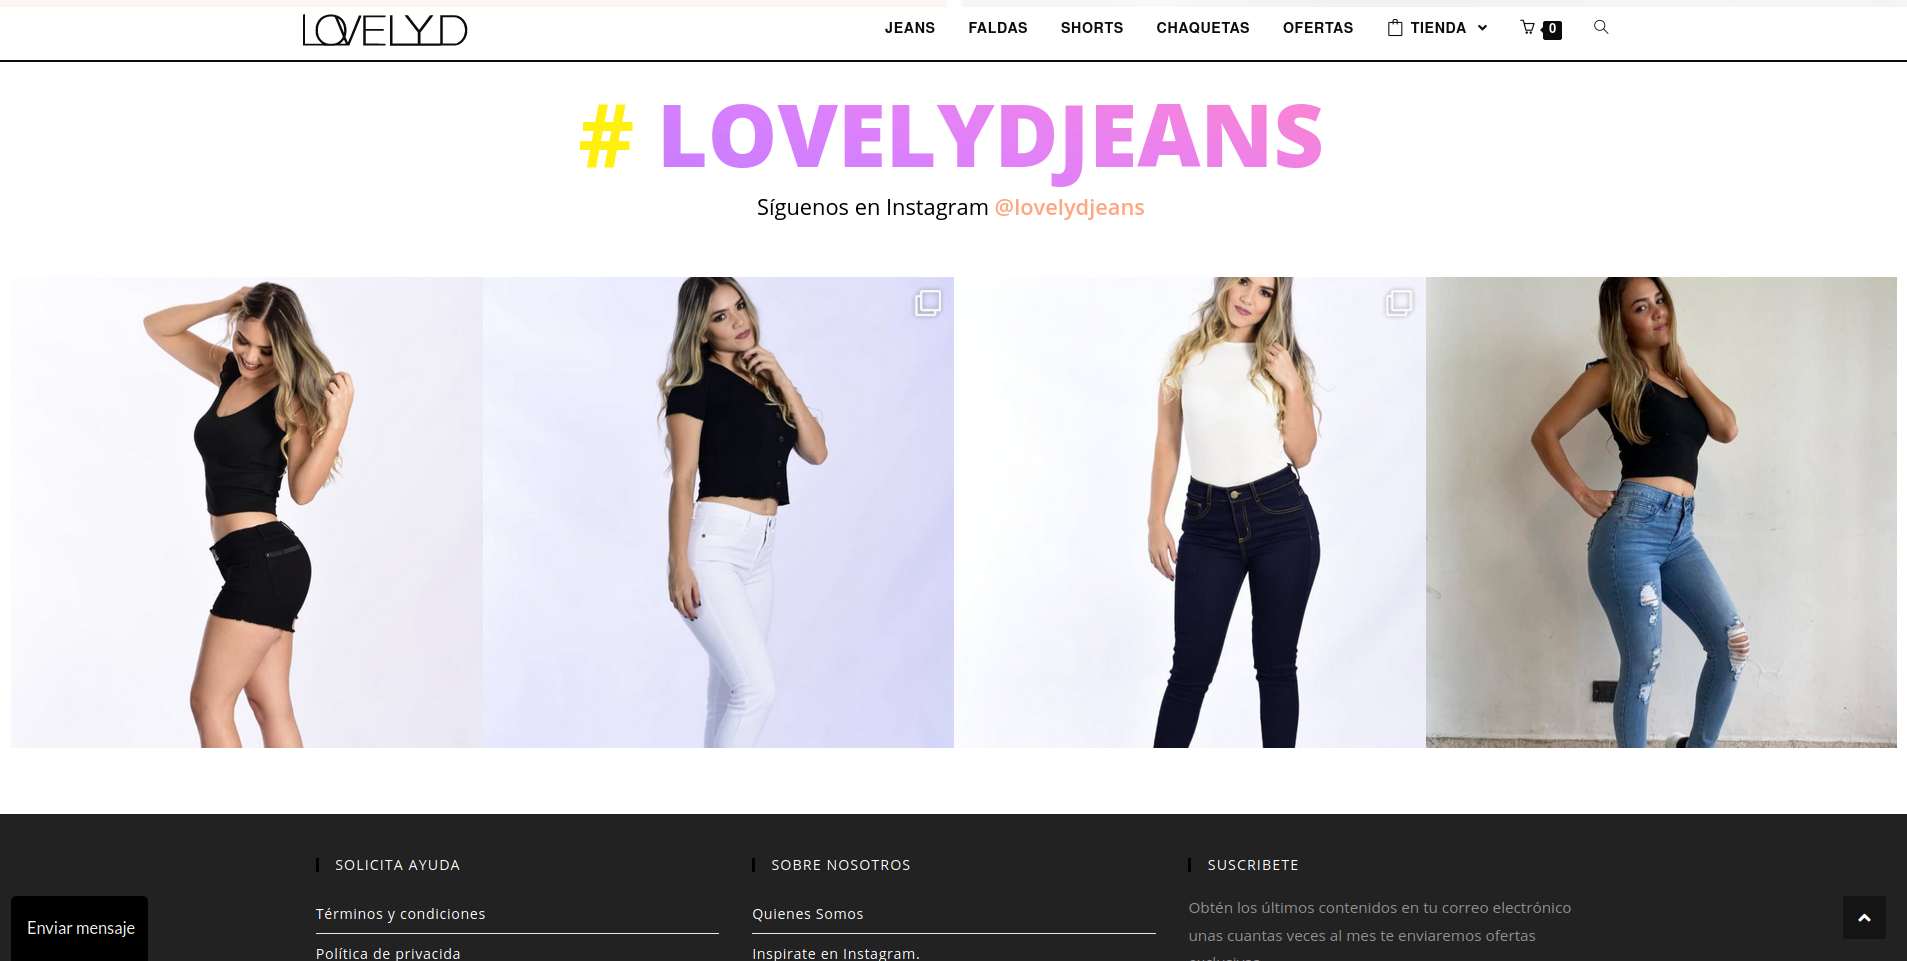 LOVELYD
JEANS FALDAS SHORTS CHAQUETAS OFERTAS TIENDA 0
# LOVELYDJEANS
Síguenos en Instagram @lovelydjeans
SOLICITA AYUDA
Términos y condiciones
Política de privacida
SOBRE NOSOTROS
Quienes Somos
Inspirate en Instagram.
SUSCRIBETE
Obtén los últimos contenidos en tu correo electrónico
unas cuantas veces al mes te enviaremos ofertas
Enviar mensaje